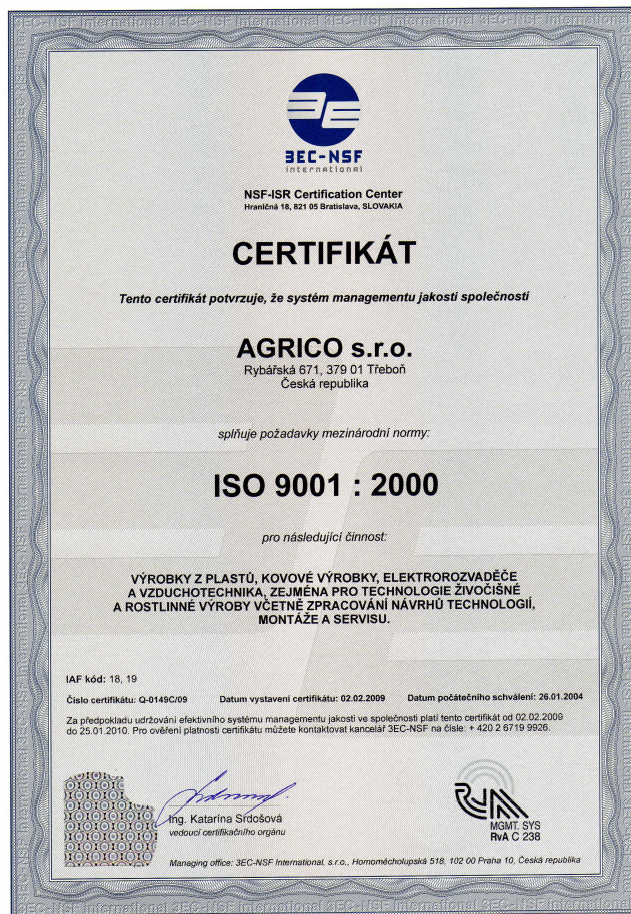 3EC-NSF
International
NSF-ISR Certification Center
Hraničná 18, 821 05 Bratislava, SLOVAKIA
CERTIFIKÁT
Tento certifikát potvrzuje, že systém managementu jakosti společnosti
AGRICO s.r.o.
Rybářská 671, 379 01 Třeboň
Česká republika
splňuje požadavky mezinárodní normy:
ISO 9001 : 2000
pro následující činnost:
VÝROBKY Z PLASTŮ, KOVOVÉ VÝROBKY, ELEKTROROZVADĚČE
A VZDUCHOTECHNIKA, ZEJMÉNA PRO TECHNOLOGIE ŽIVOČIŠNÉ
A ROSTLINNÉ VÝROBY VČETNĚ ZPRACOVÁNÍ NÁVRHŮ TECHNOLOGIÍ,
MONTÁŽE A SERVISU.
IAF kód: 18, 19
Číslo certifikátu: Q-0149C/09 Datum vystavení certifikátu: 02.02.2009 Datum počátečního schválení: 26.01.2004
Za předpokladu udržování efektivního systému managementu jakosti ve společnosti platí tento certifikát od 02.02.2009
do 25.01.2010. Pro ověření platnosti certifikátu můžete kontaktovat kancelář 3EC-NSF na čísle: + 420 2 6719 9926.
Ing. Katarína Srdošová
vedoucí certifikačního orgánu
RvA
MGMT. SYS
RvA C 238
Managing office: 3EC-NSF International, s.r.o., Hornoměcholupská 518, 102 00 Praha 10, Česká republika